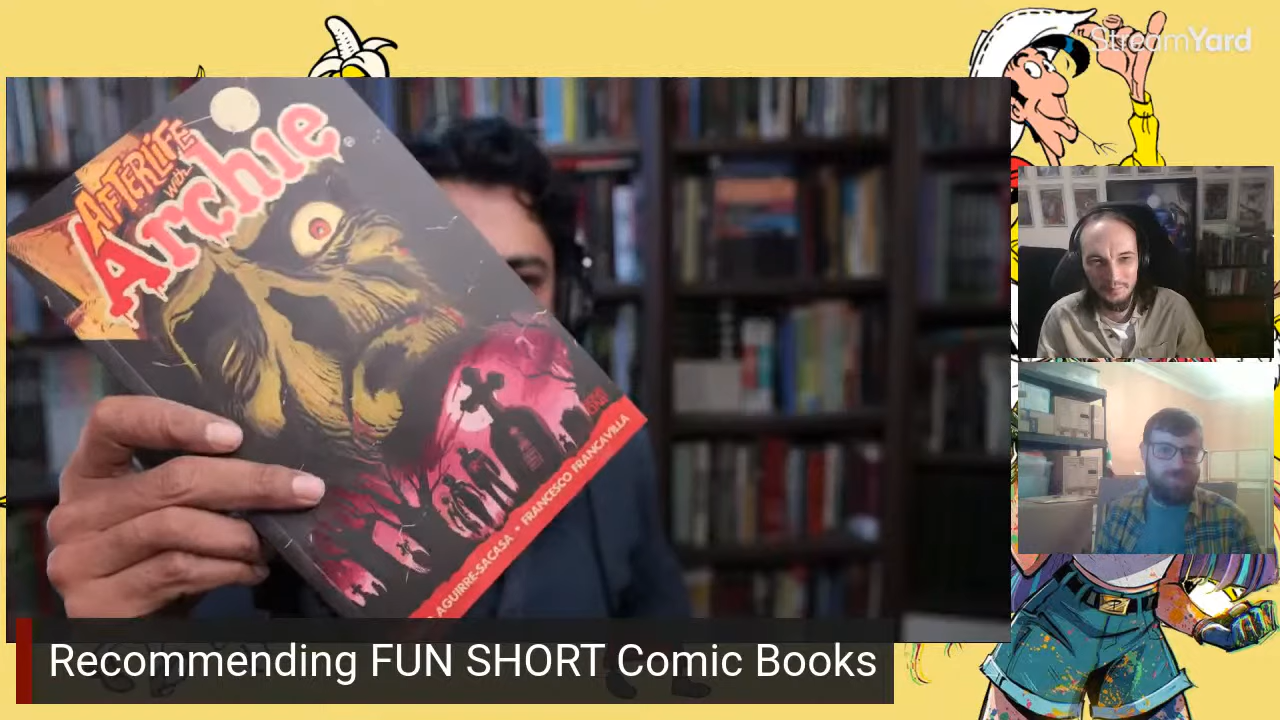 StreamYard
AFTERLIFE
with
Archie
AGUIRRE-SACASA • FRANCESCO FRANCAVILLA
Recommending FUN SHORT Comic Books